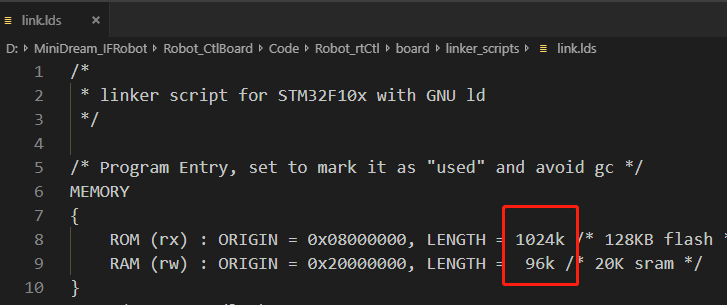 link.lds
D: > MiniDream_IFRobot > Robot_CtlBoard > Code > Robot_rtCtl > board > linker_scripts > link.lds
1 /*
2 * linker script for STM32F10x with GNU ld
3 */
4
5 /* Program Entry, set to mark it as "used" and avoid gc */
6 MEMORY
7 {
8 ROM (rx) : ORIGIN = 0x08000000, LENGTH = 1024k /* 128KB flash *
9 RAM (rw) : ORIGIN = 0x20000000, LENGTH = 96k /* 20K sram */
10 }